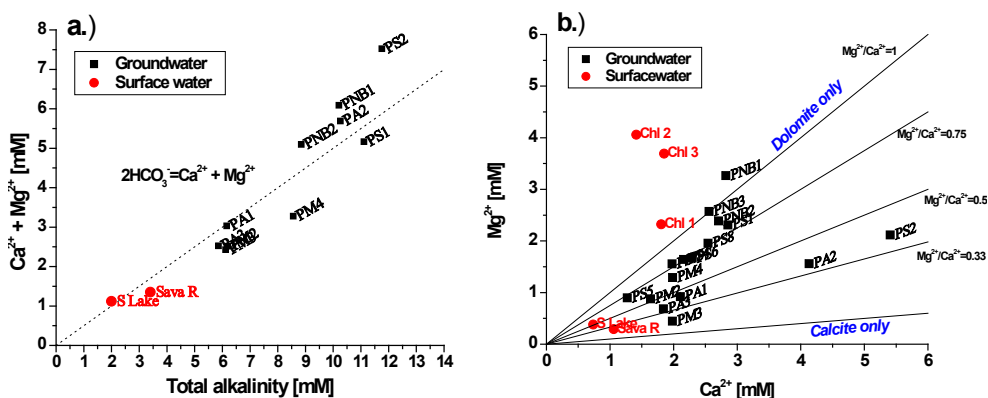 a.)
Groundwater
Surface water
2HCO₃⁻=Ca²⁺ + Mg²⁺
PS2
PNB1
PA2
PNB2
PS1
PM4
PA1
Sava R
S Lake
8
7
6
5
4
3
2
1
0
0 1 2 3 4 5 6 7 8 9 10 11 12 13 14
Ca²⁺ + Mg²⁺ [mM]
Total alkalinity [mM]
b.)
Groundwater
Surfacewater
Mg²⁺/Ca²⁺=1
Dolomite only
Mg²⁺/Ca²⁺=0.75
Mg²⁺/Ca²⁺=0.5
Mg²⁺/Ca²⁺=0.33
Calcite only
Chl 2
Chl 3
Chl 1
PNB1
PNB3
PNB2
PS1
PS8
PS2
PA2
PM4
PS5
PM2
PA1
PA3
PM3
S Lake
Sava R
6
5
4
3
2
1
0
0 1 2 3 4 5 6
Mg²⁺ [mM]
Ca²⁺ [mM]